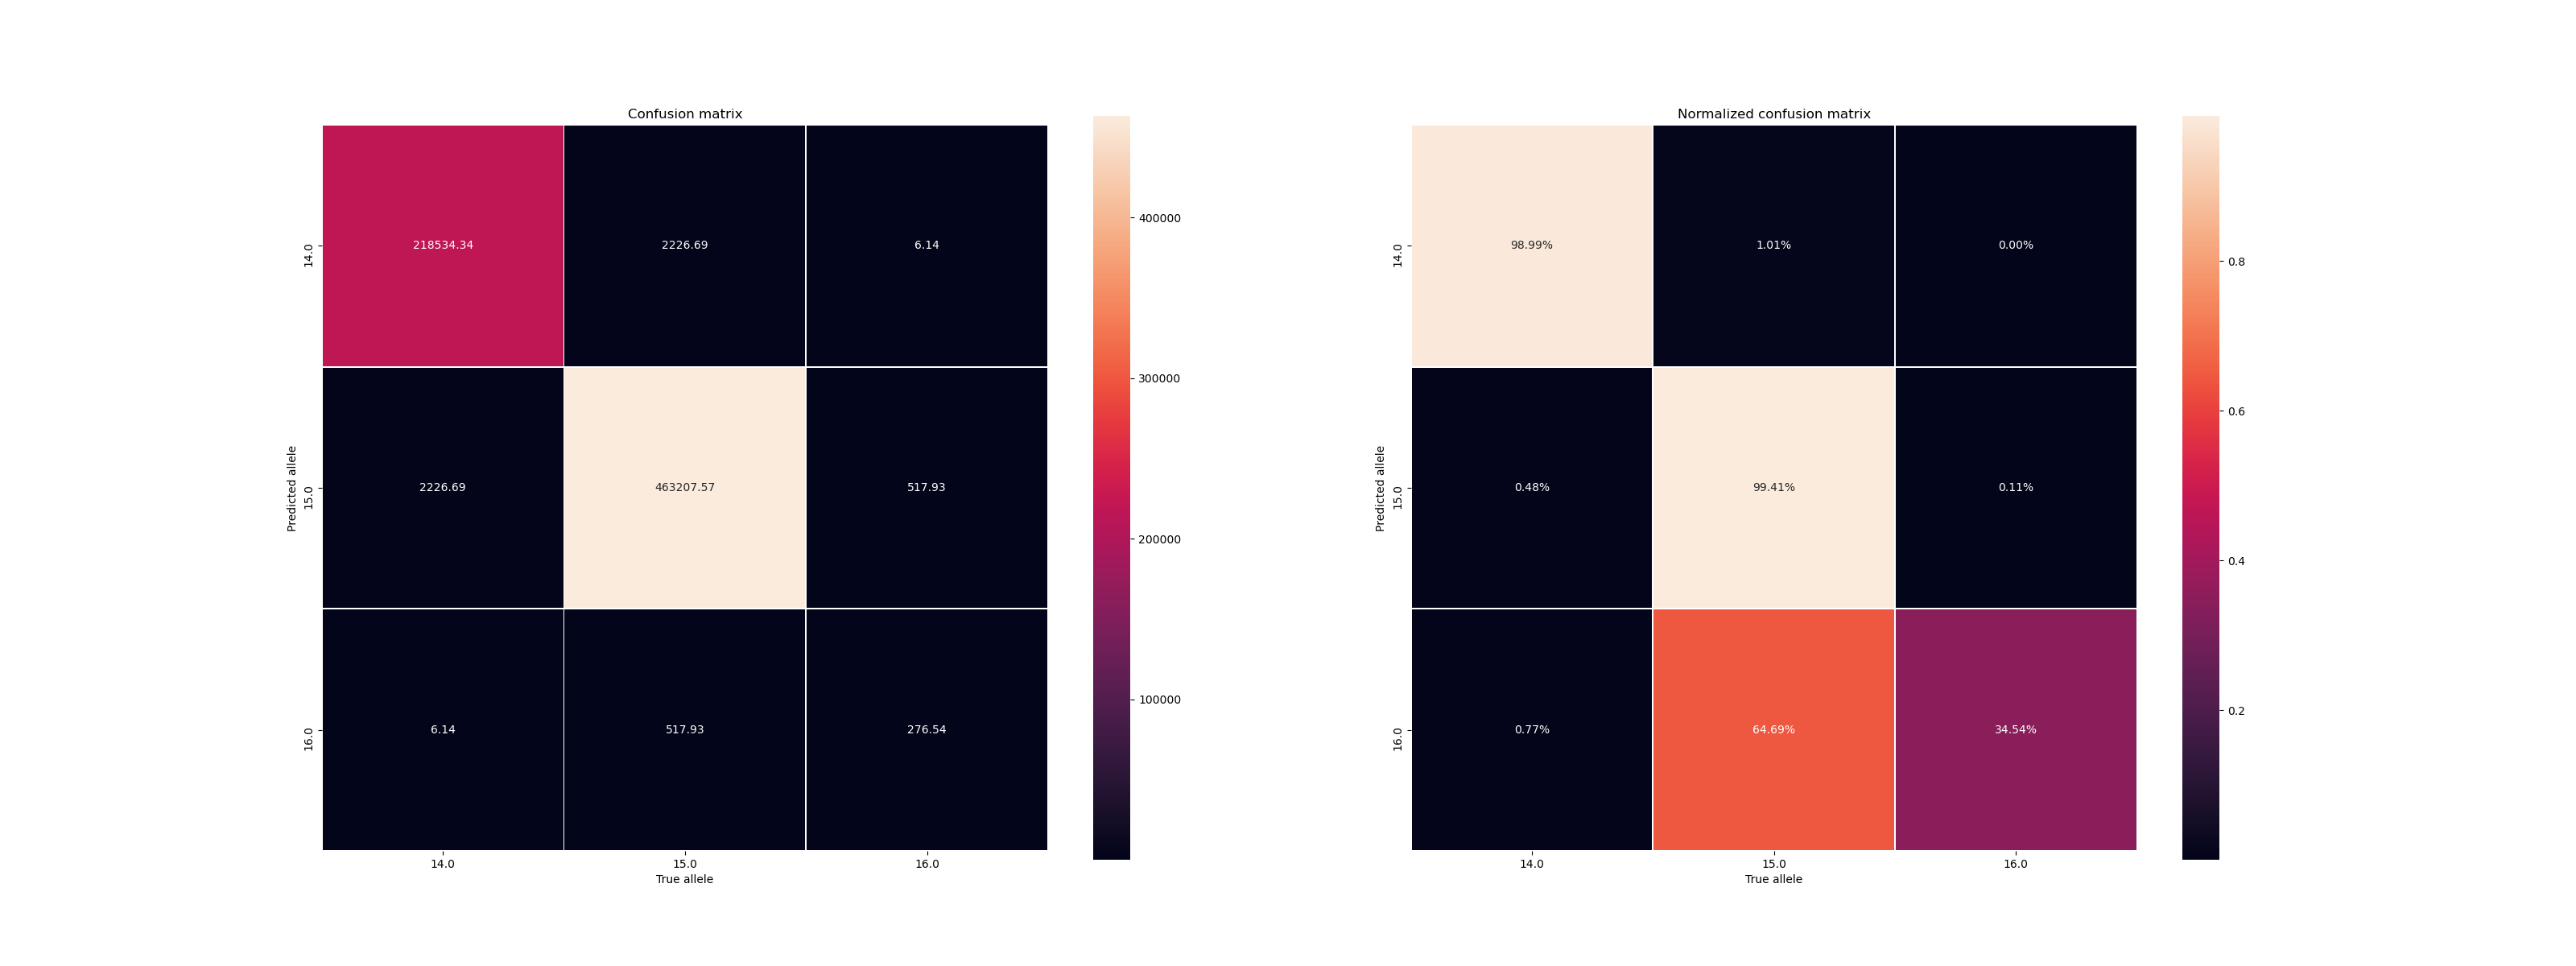 Confusion matrix
218534.34 2226.69 6.14
2226.69 463207.57 517.93
6.14 517.93 276.54
14.0
15.0
16.0
Predicted allele
14.0 15.0 16.0
True allele
400000
300000
200000
100000
Normalized confusion matrix
98.99% 1.01% 0.00%
0.48% 99.41% 0.11%
0.77% 64.69% 34.54%
14.0
15.0
16.0
Predicted allele
14.0 15.0 16.0
True allele
0.8
0.6
0.4
0.2